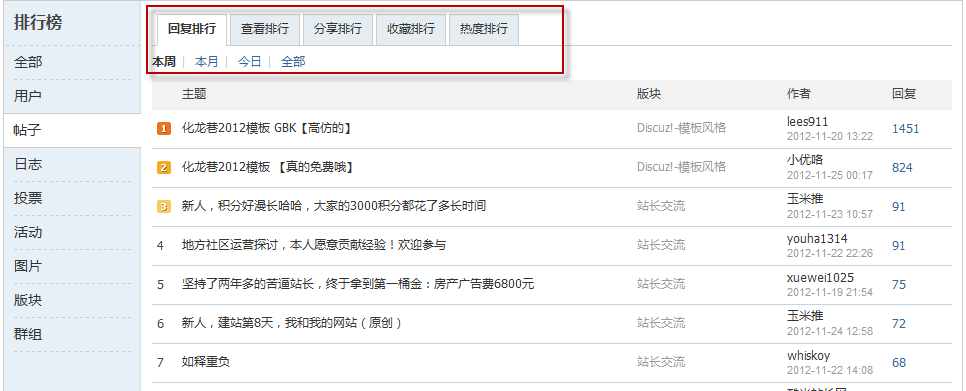 排行榜
全部
用户
帖子
日志
投票
活动
图片
版块
群组
回复排行 查看排行 分享排行 收藏排行 热度排行
本周 | 本月 | 今日 | 全部
主题 版块 作者 回复
1 化龙巷2012模板 GBK【高仿的】 Discuz!-模板风格 lees911 1451
2012-11-20 13:22
2 化龙巷2012模板 【真的免费哦】 Discuz!-模板风格 小优咯 824
2012-11-25 00:17
3 新人，积分好漫长哈哈，大家的3000积分都花了多长时间 站长交流 玉米推 91
2012-11-23 10:57
4 地方社区运营探讨，本人愿意贡献经验！欢迎参与 站长交流 youha1314 91
2012-11-22 22:26
5 坚持了两年多的苦逼站长，终于拿到第一桶金：房产广告费6800元 站长交流 xuewei1025 75
2012-11-19 21:54
6 新人，建站第8天，我和我的网站（原创） 站长交流 玉米推 72
2012-11-24 12:58
7 如释重负 站长交流 whiskoy 68
2012-11-22 14:08